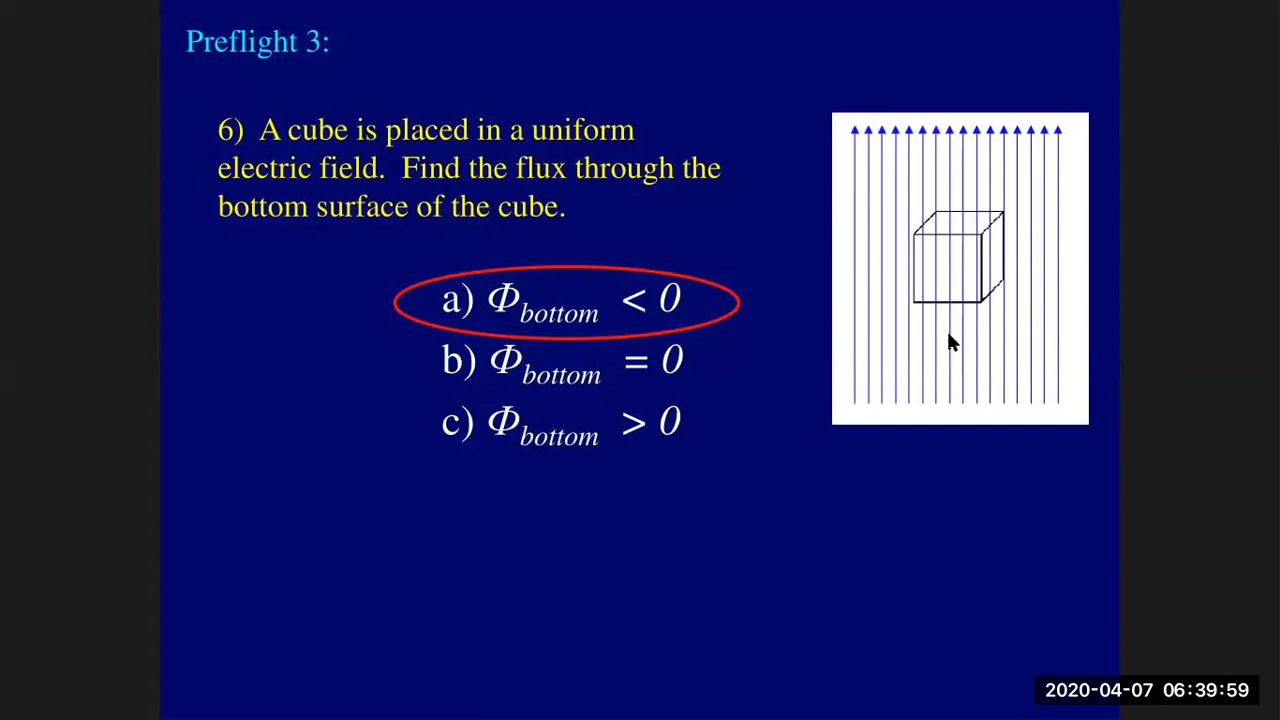 Preflight 3:
6) A cube is placed in a uniform
electric field. Find the flux through the
bottom surface of the cube.
a) Φbottom < 0
b) Φbottom = 0
c) Φbottom > 0
2020-04-07 06:39:59